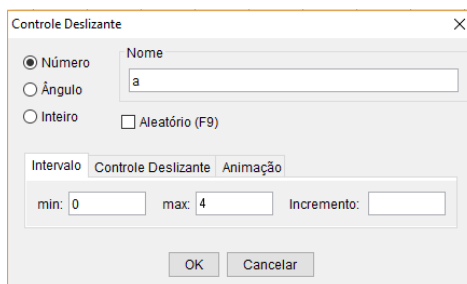 Controle Deslizante
Número
Ângulo
Inteiro
Nome
a
Aleatório (F9)
Intervalo Controle Deslizante Animação
min: 0 max: 4 Incremento:
OK Cancelar